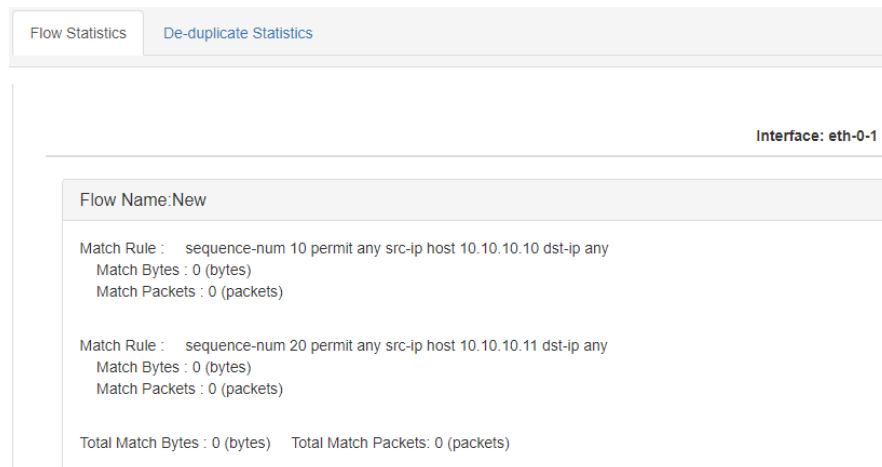 Flow Statistics De-duplicate Statistics
Interface: eth-0-1
Flow Name:New
Match Rule : sequence-num 10 permit any src-ip host 10.10.10.10 dst-ip any
Match Bytes : 0 (bytes)
Match Packets : 0 (packets)
Match Rule : sequence-num 20 permit any src-ip host 10.10.10.11 dst-ip any
Match Bytes : 0 (bytes)
Match Packets : 0 (packets)
Total Match Bytes : 0 (bytes) Total Match Packets: 0 (packets)